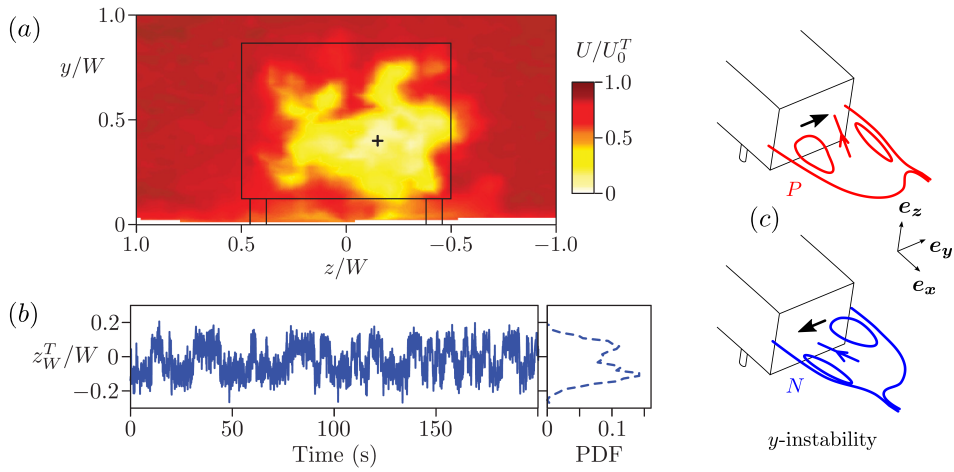 (a)
1.0
y/W
0.5
0
1.0
0.5
0
−0.5
−1.0
z/W
U/U_0^T
1.0
0.5
0
(b)
0.2
z_W^T/W
0
−0.2
0
50
100
150
Time (s)
0
0.1
PDF
(c)
P
e_z
e_y
e_x
N
y-instability